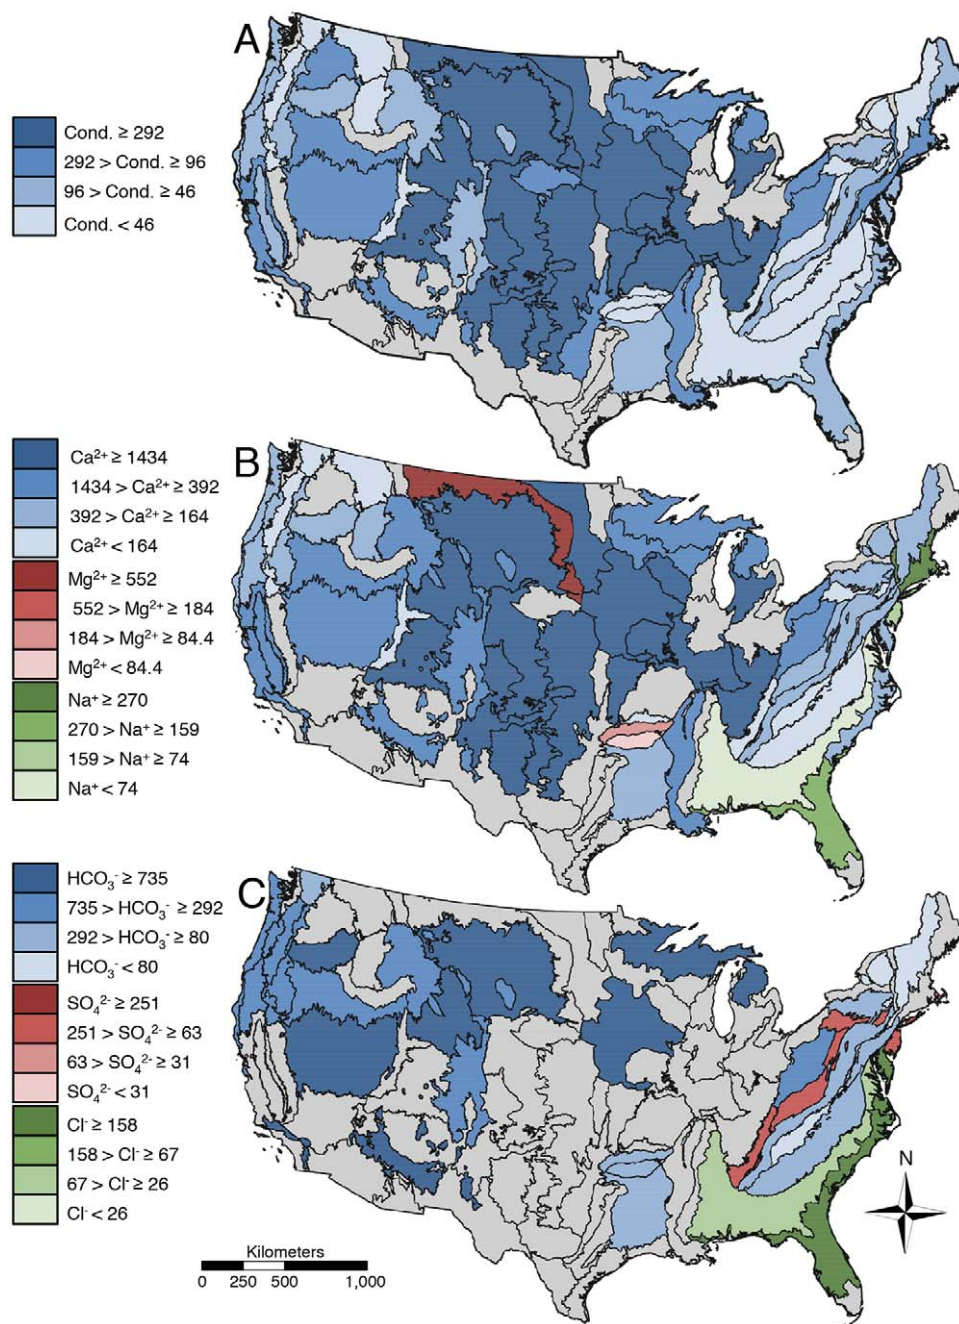 A
Cond. ≥ 292
292 > Cond. ≥ 96
96 > Cond. ≥ 46
Cond. < 46
B
Ca²⁺ ≥ 1434
1434 > Ca²⁺ ≥ 392
392 > Ca²⁺ ≥ 164
Ca²⁺ < 164
Mg²⁺ ≥ 552
552 > Mg²⁺ ≥ 184
184 > Mg²⁺ ≥ 84.4
Mg²⁺ < 84.4
Na⁺ ≥ 270
270 > Na⁺ ≥ 159
159 > Na⁺ ≥ 74
Na⁺ < 74
C
HCO₃⁻ ≥ 735
735 > HCO₃⁻ ≥ 292
292 > HCO₃⁻ ≥ 80
HCO₃⁻ < 80
SO₄²⁻ ≥ 251
251 > SO₄²⁻ ≥ 63
63 > SO₄²⁻ ≥ 31
SO₄²⁻ < 31
Cl⁻ ≥ 158
158 > Cl⁻ ≥ 67
67 > Cl⁻ ≥ 26
Cl⁻ < 26
N
Kilometers
0 250 500 1,000